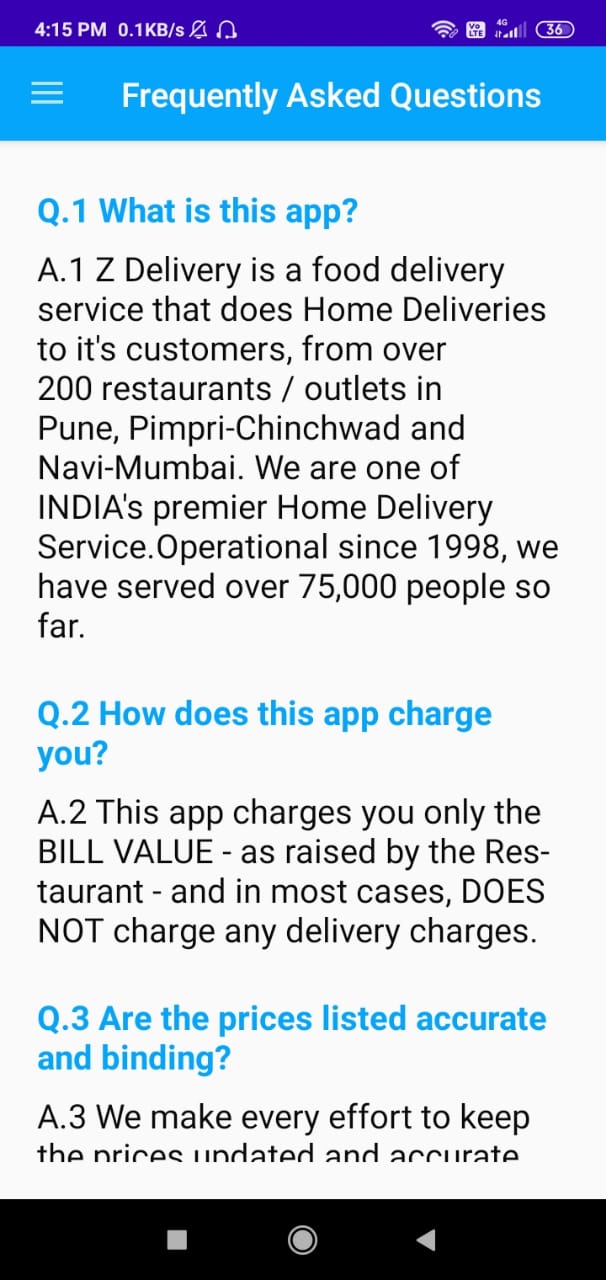 4:15 PM 0.1KB/s
Vo LTE
4G
36
Frequently Asked Questions
Q.1 What is this app?
A.1 Z Delivery is a food delivery
service that does Home Deliveries
to it's customers, from over
200 restaurants / outlets in
Pune, Pimpri-Chinchwad and
Navi-Mumbai. We are one of
INDIA's premier Home Delivery
Service.Operational since 1998, we
have served over 75,000 people so
far.
Q.2 How does this app charge
you?
A.2 This app charges you only the
BILL VALUE - as raised by the Res-
taurant - and in most cases, DOES
NOT charge any delivery charges.
Q.3 Are the prices listed accurate
and binding?
A.3 We make every effort to keep
the prices updated and accurate